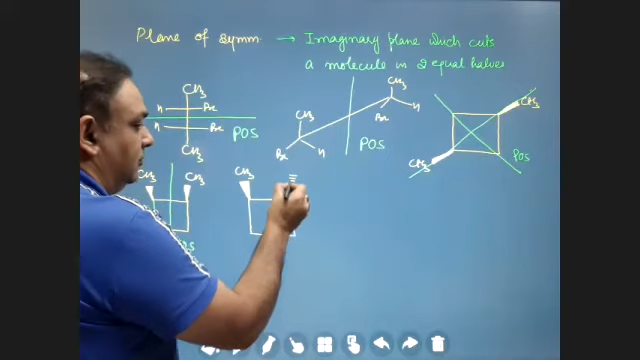 Plane of symm. → Imaginary plane which cuts
a molecule in 2 equal halves
CH3
H Br
H Br
CH3
POS
CH3
Br H
CH3
Br H
POS
CH3
CH3
POS
CH3 CH3
CH3